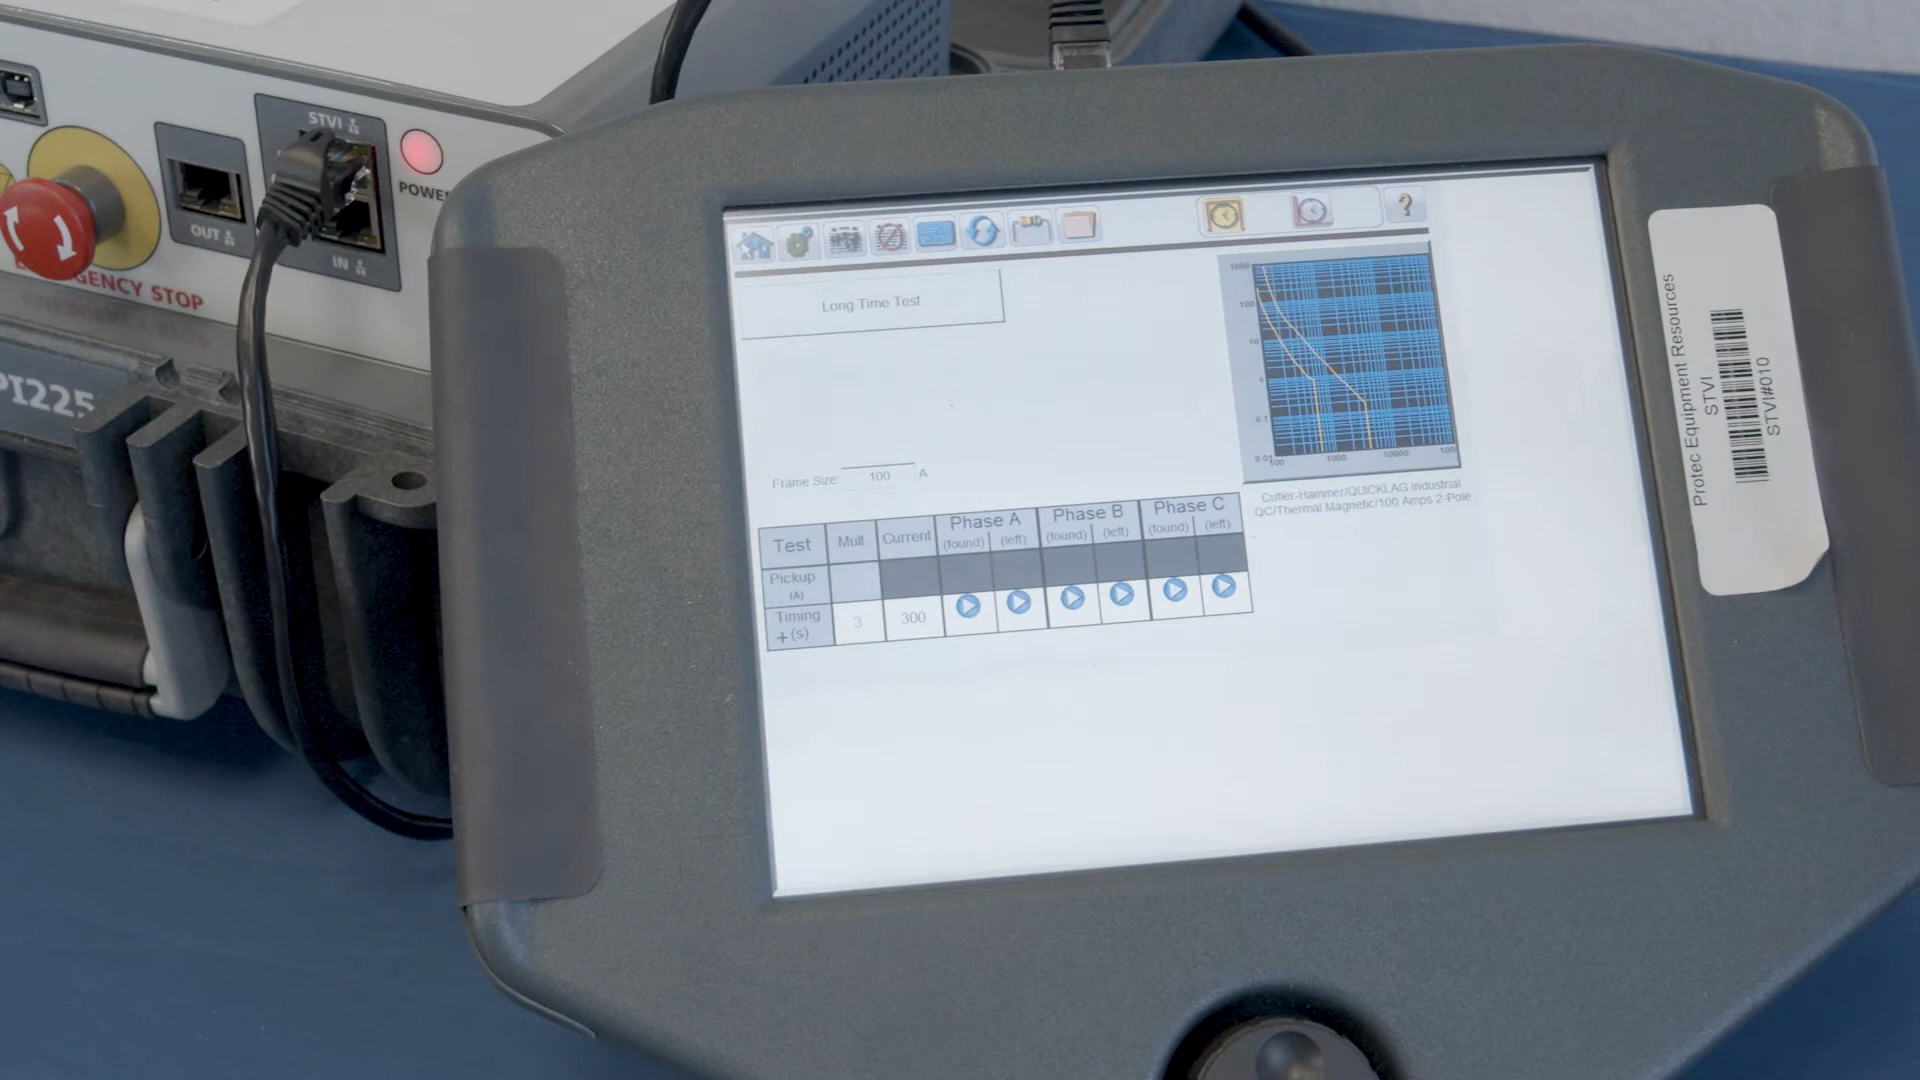 STVI
POWER
OUT
IN
GENCY STOP
PI225
?
Long Time Test
1000
100
10
1
0.1
0.01
100
1000
10000
100
Cutler-Hammer/QUICKLAG Industrial
QC/Thermal Magnetic/100 Amps 2-Pole
Frame Size: 100 A
Test Mult Current Phase A Phase B Phase C
(found) (left) (found) (left) (found) (left)
Pickup
(A)
Timing 3 300
+ (s)
Protec Equipment Resources
STVI
STVI#010